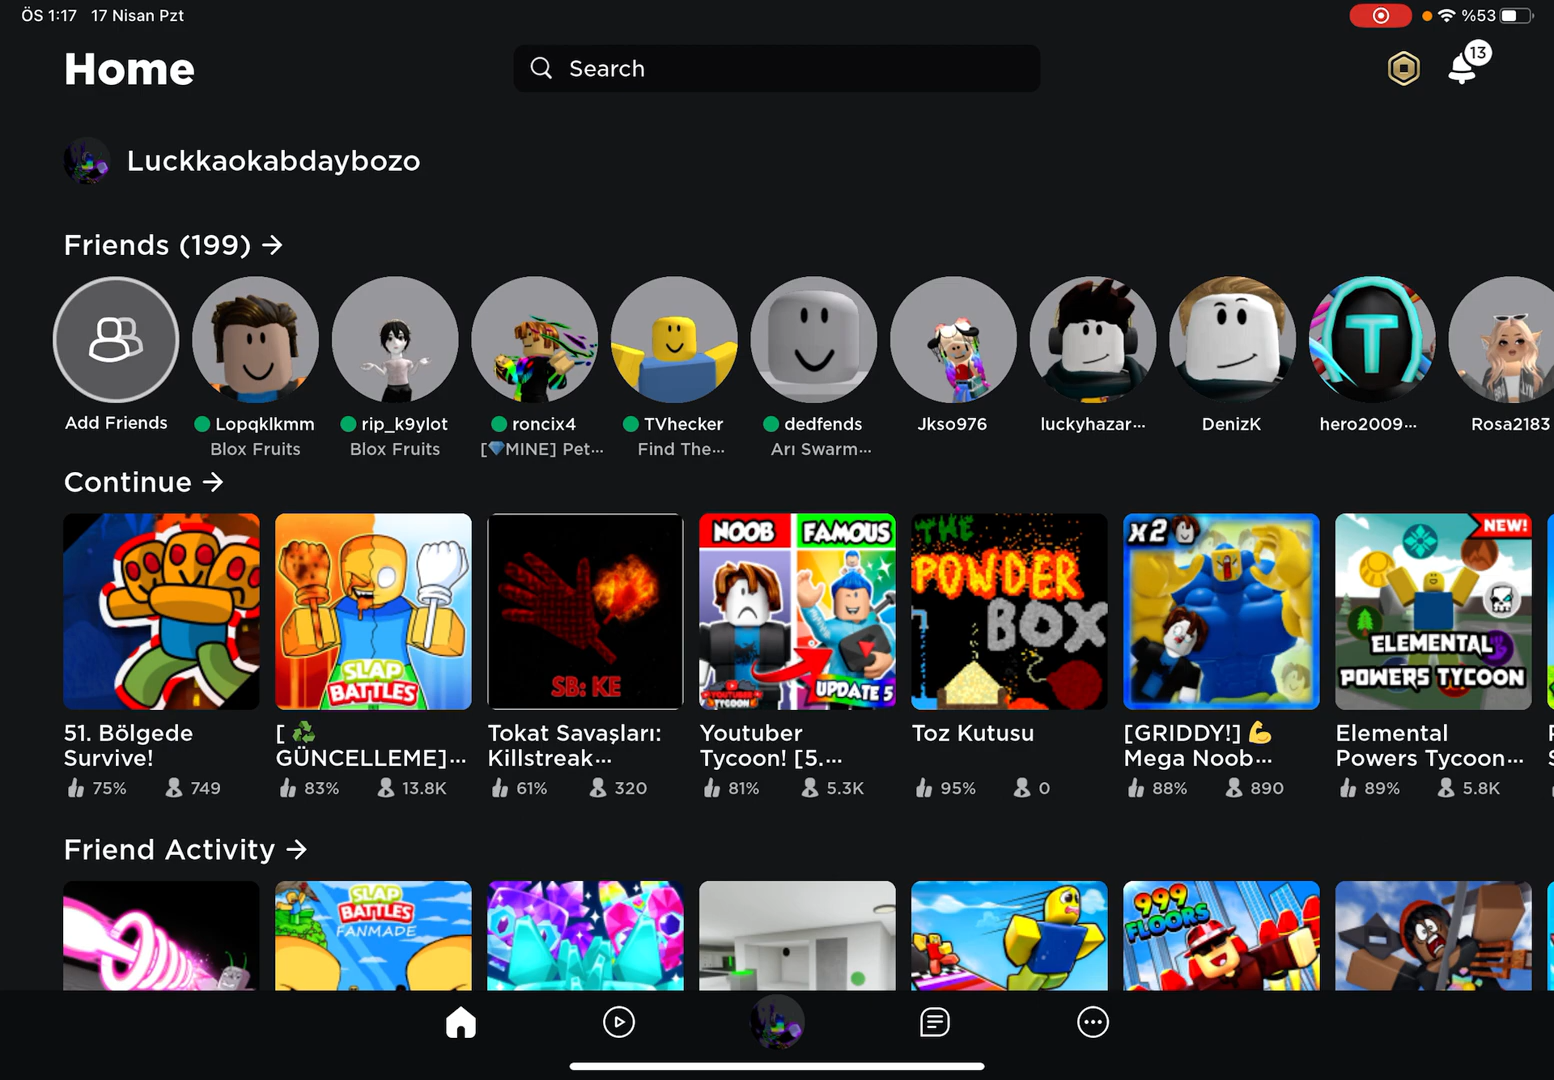 ÖS 1:17 17 Nisan Pzt
%53
Home
Search
13
Luckkaokabdaybozo
Friends (199) →
Add Friends
Lopqklkmm
Blox Fruits
rip_k9ylot
Blox Fruits
roncix4
[💎MINE] Pet...
TVhecker
Find The...
dedfends
Arı Swarm...
Jkso976
luckyhazar...
DenizK
hero2009...
Rosa2183
Continue →
SLAP
BATTLES
SB: KE
NOOB
FAMOUS
YOUTUBER
TYCOON
UPDATE 5
THE
POWDER
BOX
X2
NEW!
ELEMENTAL
POWERS TYCOON
51. Bölgede
Survive!
75% 749
[ ♻
GÜNCELLEME]...
83% 13.8K
Tokat Savaşları:
Killstreak...
61% 320
Youtuber
Tycoon! [5....
81% 5.3K
Toz Kutusu
95% 0
[GRIDDY!] 💪
Mega Noob...
88% 890
Elemental
Powers Tycoon...
89% 5.8K
Friend Activity →
SLAP
BATTLES
FANMADE
999
FLOORS